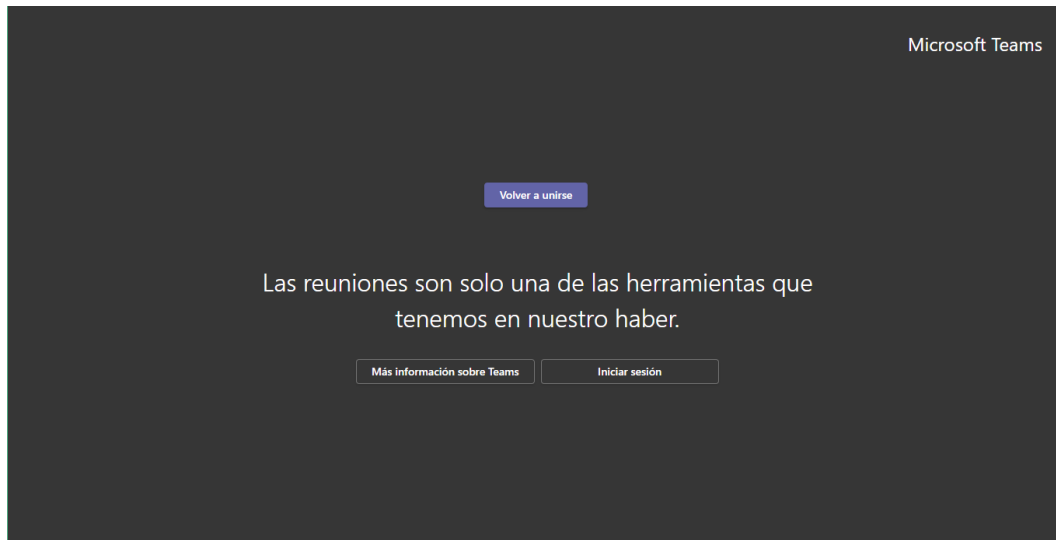 Microsoft Teams
Volver a unirse
Las reuniones son solo una de las herramientas que
tenemos en nuestro haber.
Más información sobre Teams
Iniciar sesión